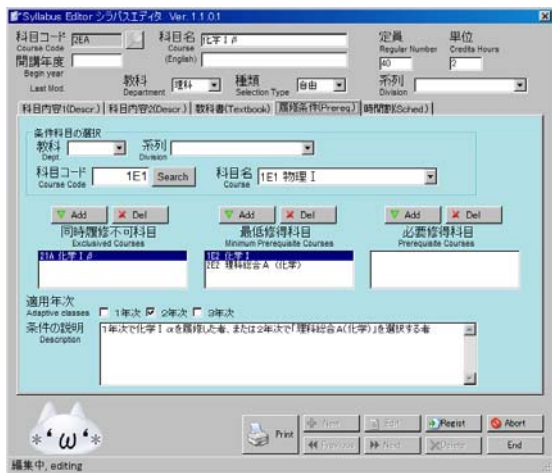 Syllabus Editor シラバスエディタ Ver. 1.1.0.1
科目コード 2EA 科目名 化学Ⅰβ 定員 単位
Course Code Course Regular Number Credits Hours
開講年度 (English) 40 2
Begin year
教科 理科 種類 自由 系列
Last Mod. Department Selection Type Division
科目内容1(Descr.) 科目内容2(Descr.) 教科書(Textbook) 履修条件(Prereq.) 時間割(Sched.)
条件科目の選択
教科 系列
Dept. Division
科目コード 1E1 Search 科目名 1E1 物理Ⅰ
Course Code Course
Add Del Add Del Add Del
同時履修不可科目 最低修得科目 必要修得科目
Exclusived Courses Minimum Prerequisite Courses Prerequisite Courses
21A 化学Ⅰβ 1E2 化学Ⅰ
2E2 理科総合A (化学)
適用年次
Adaptive classes 1年次 2年次 3年次
条件の説明 1年次で化学Ⅰαを履修した者、または2年次で「理科総合A(化学)」を選択する者
Description
*'ω'*
Print New Edit Regist Abort
Previous Next Delete End
編集中, editing